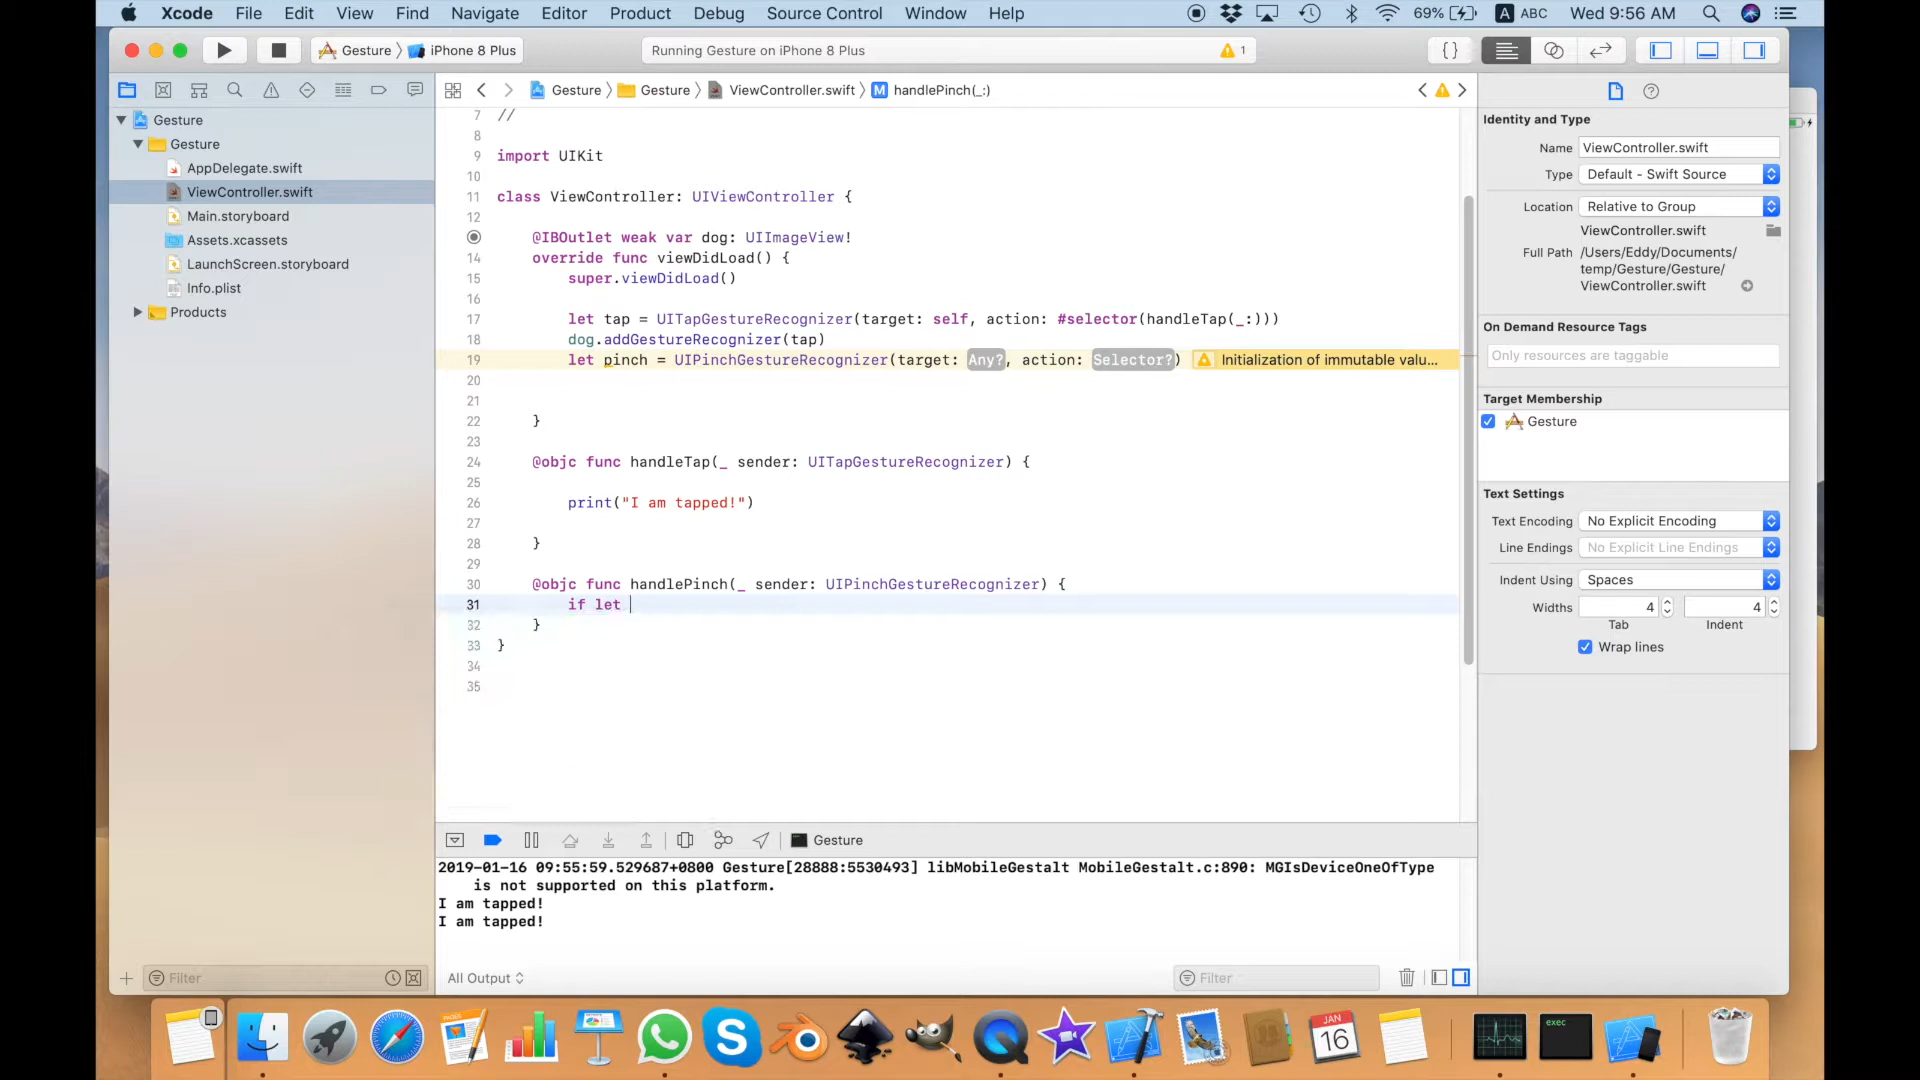 Xcode File Edit View Find Navigate Editor Product Debug Source Control Window Help 69% A ABC Wed 9:56 AM
Gesture iPhone 8 Plus Running Gesture on iPhone 8 Plus 1 {}
Gesture Gesture ViewController.swift M handlePinch(_:)
Gesture
Gesture
AppDelegate.swift
ViewController.swift
Main.storyboard
Assets.xcassets
LaunchScreen.storyboard
Info.plist
Products
Filter
7 //
8
9 import UIKit
10
11 class ViewController: UIViewController {
12
@IBOutlet weak var dog: UIImageView!
14 override func viewDidLoad() {
15 super.viewDidLoad()
16
17 let tap = UITapGestureRecognizer(target: self, action: #selector(handleTap(_:)))
18 dog.addGestureRecognizer(tap)
19 let pinch = UIPinchGestureRecognizer(target: Any?, action: Selector?) Initialization of immutable valu...
20
21
22 }
23
24 @objc func handleTap(_ sender: UITapGestureRecognizer) {
25
26 print("I am tapped!")
27
28 }
29
30 @objc func handlePinch(_ sender: UIPinchGestureRecognizer) {
31 if let
32 }
33 }
34
35
Gesture
2019-01-16 09:55:59.529687+0800 Gesture[28888:5530493] libMobileGestalt MobileGestalt.c:890: MGIsDeviceOneOfType
is not supported on this platform.
I am tapped!
I am tapped!
All Output Filter
Identity and Type
Name ViewController.swift
Type Default - Swift Source
Location Relative to Group
ViewController.swift
Full Path /Users/Eddy/Documents/
temp/Gesture/Gesture/
ViewController.swift
On Demand Resource Tags
Only resources are taggable
Target Membership
Gesture
Text Settings
Text Encoding No Explicit Encoding
Line Endings No Explicit Line Endings
Indent Using Spaces
Widths 4 4
Tab Indent
Wrap lines
PAGES
S
JAN
16
exec